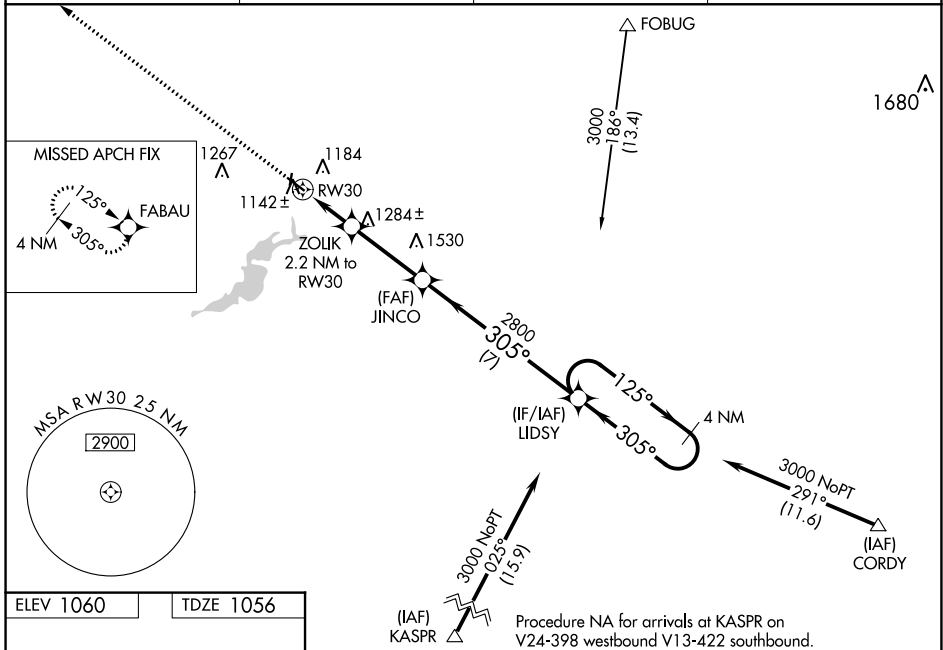 FOBUG
1680
3000
186°
(13.4)
MISSED APCH FIX
125°
FABAU
4 NM
305°
1267
1184
1142±
RW30
1284±
ZOLIK
2.2 NM to
RW30
1530
(FAF)
JINCO
2800
305°
(7)
125°
(IF/IAF)
LIDSY
4 NM
305°
MSA RW30 25 NM
2900
3000 NoPT
291°
(11.6)
(IAF)
CORDY
3000 NoPT
025°
(15.9)
(IAF)
KASPR
Procedure NA for arrivals at KASPR on
V24-398 westbound V13-422 southbound.
ELEV 1060
TDZE 1056